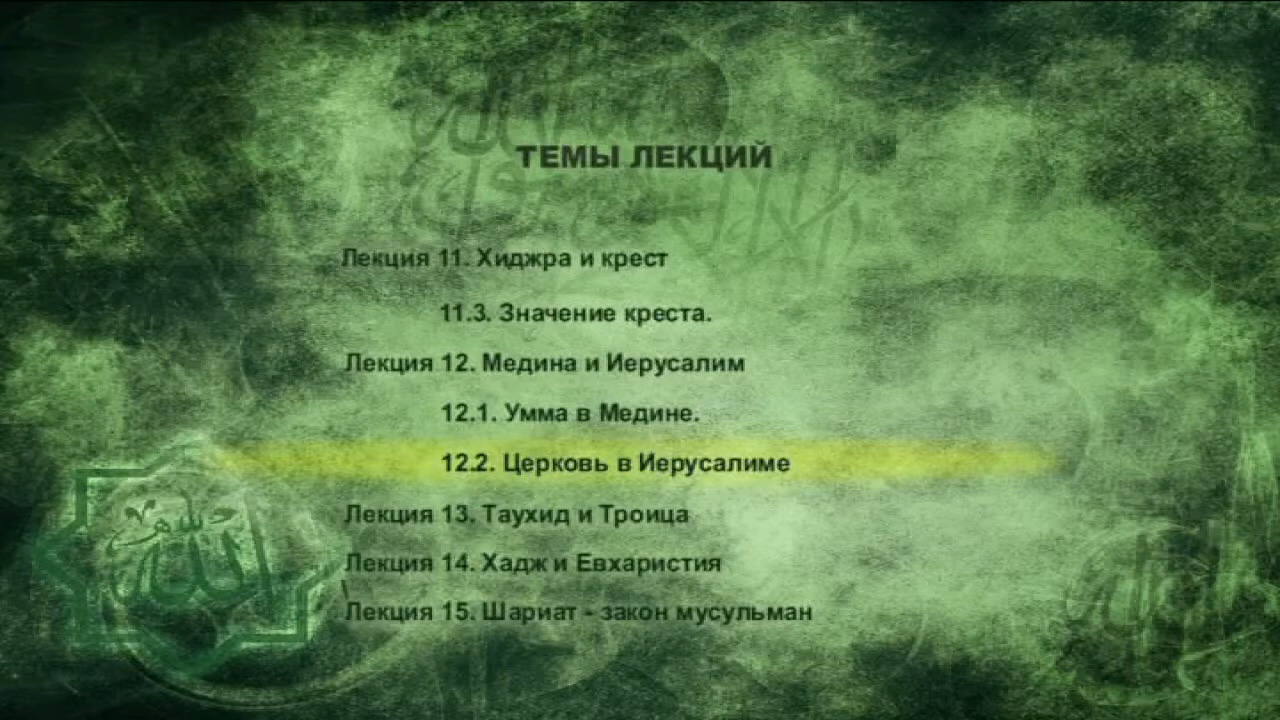 ТЕМЫ ЛЕКЦИЙ
Лекция 11. Хиджра и крест
11.3. Значение креста.
Лекция 12. Медина и Иерусалим
12.1. Умма в Медине.
12.2. Церковь в Иерусалиме
Лекция 13. Таухид и Троица
Лекция 14. Хадж и Евхаристия
Лекция 15. Шариат - закон мусульман
الله